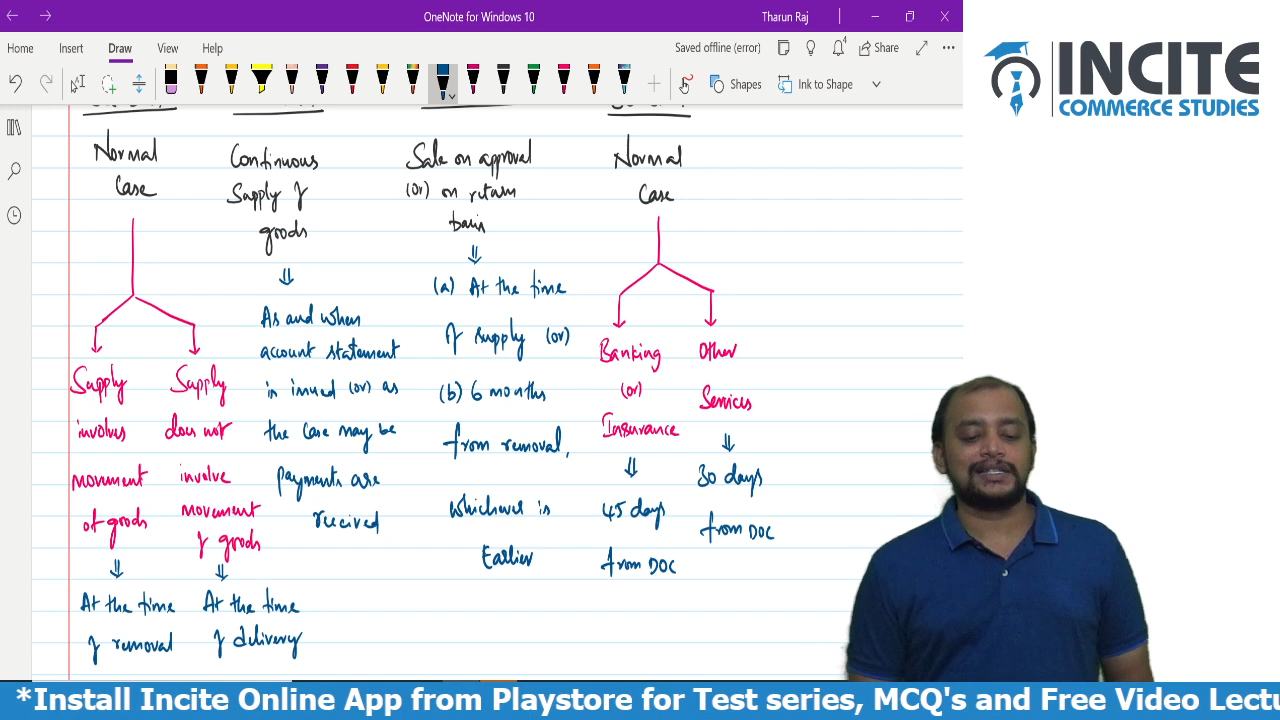 OneNote for Windows 10
Tharun Raj
Home Insert Draw View Help
Saved offline (error)
4
Share
Shapes
Ink to Shape
INCITE
COMMERCE STUDIES
Normal
Case
Supply
involves
movement
of goods
At the time
of removal
Supply
does not
involve
movement
of goods
At the time
of delivery
Continuous
Supply of
goods
As and when
account statement
is issued (or) as
the case may be
payments are
received
Sale on approval
(or) on return
basis
(a) At the time
of supply (or)
(b) 6 months
from removal,
whichever is
Earlier
Normal
Case
Banking
(or)
Insurance
45 days
from DOC
Other
Services
30 days
from DOC
*Install Incite Online App from Playstore for Test series, MCQ's and Free Video Lectu